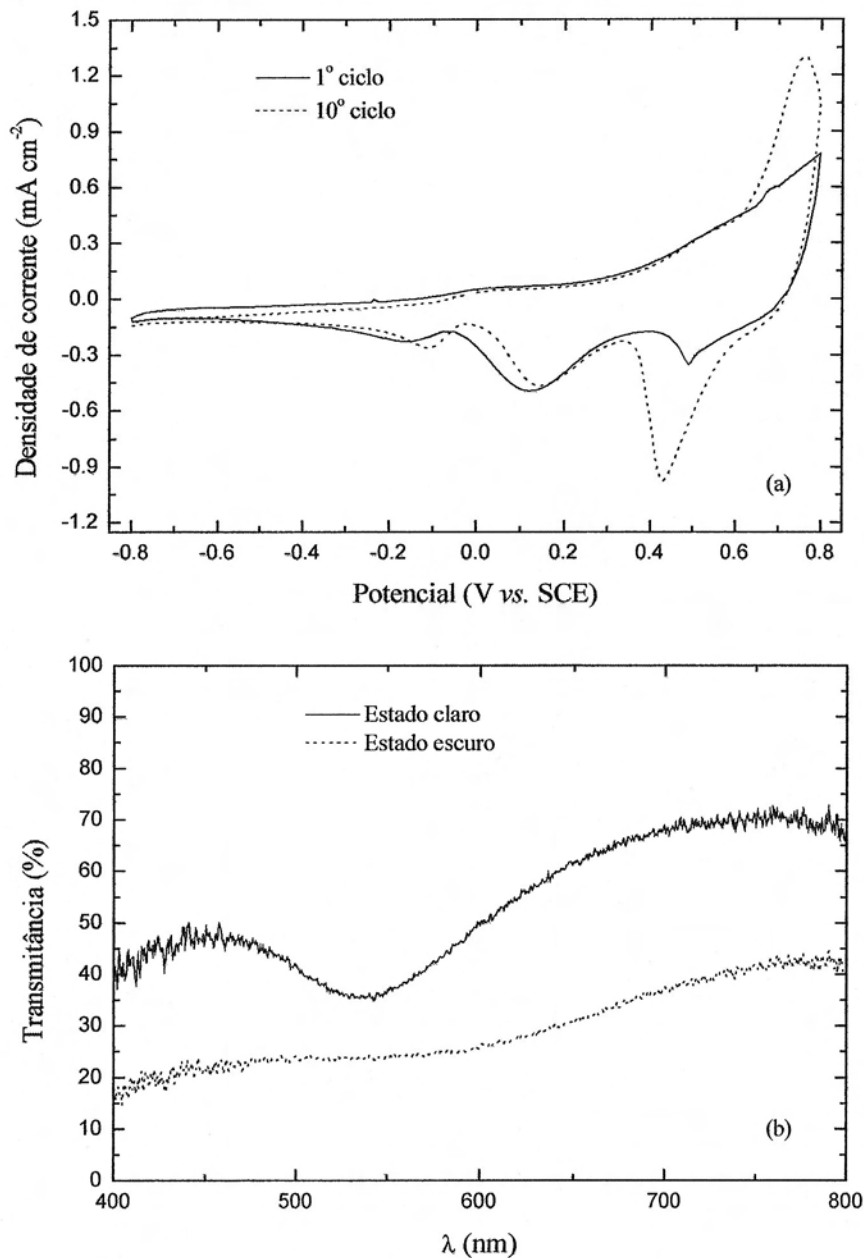 1.5
1.2
0.9
0.6
0.3
0.0
-0.3
-0.6
-0.9
-1.2
Densidade de corrente (mA cm⁻²)
1º ciclo
10º ciclo
(a)
-0.8 -0.6 -0.4 -0.2 0.0 0.2 0.4 0.6 0.8
Potencial (V vs. SCE)
100
90
80
70
60
50
40
30
20
10
0
Transmitância (%)
Estado claro
Estado escuro
(b)
400 500 600 700 800
λ (nm)